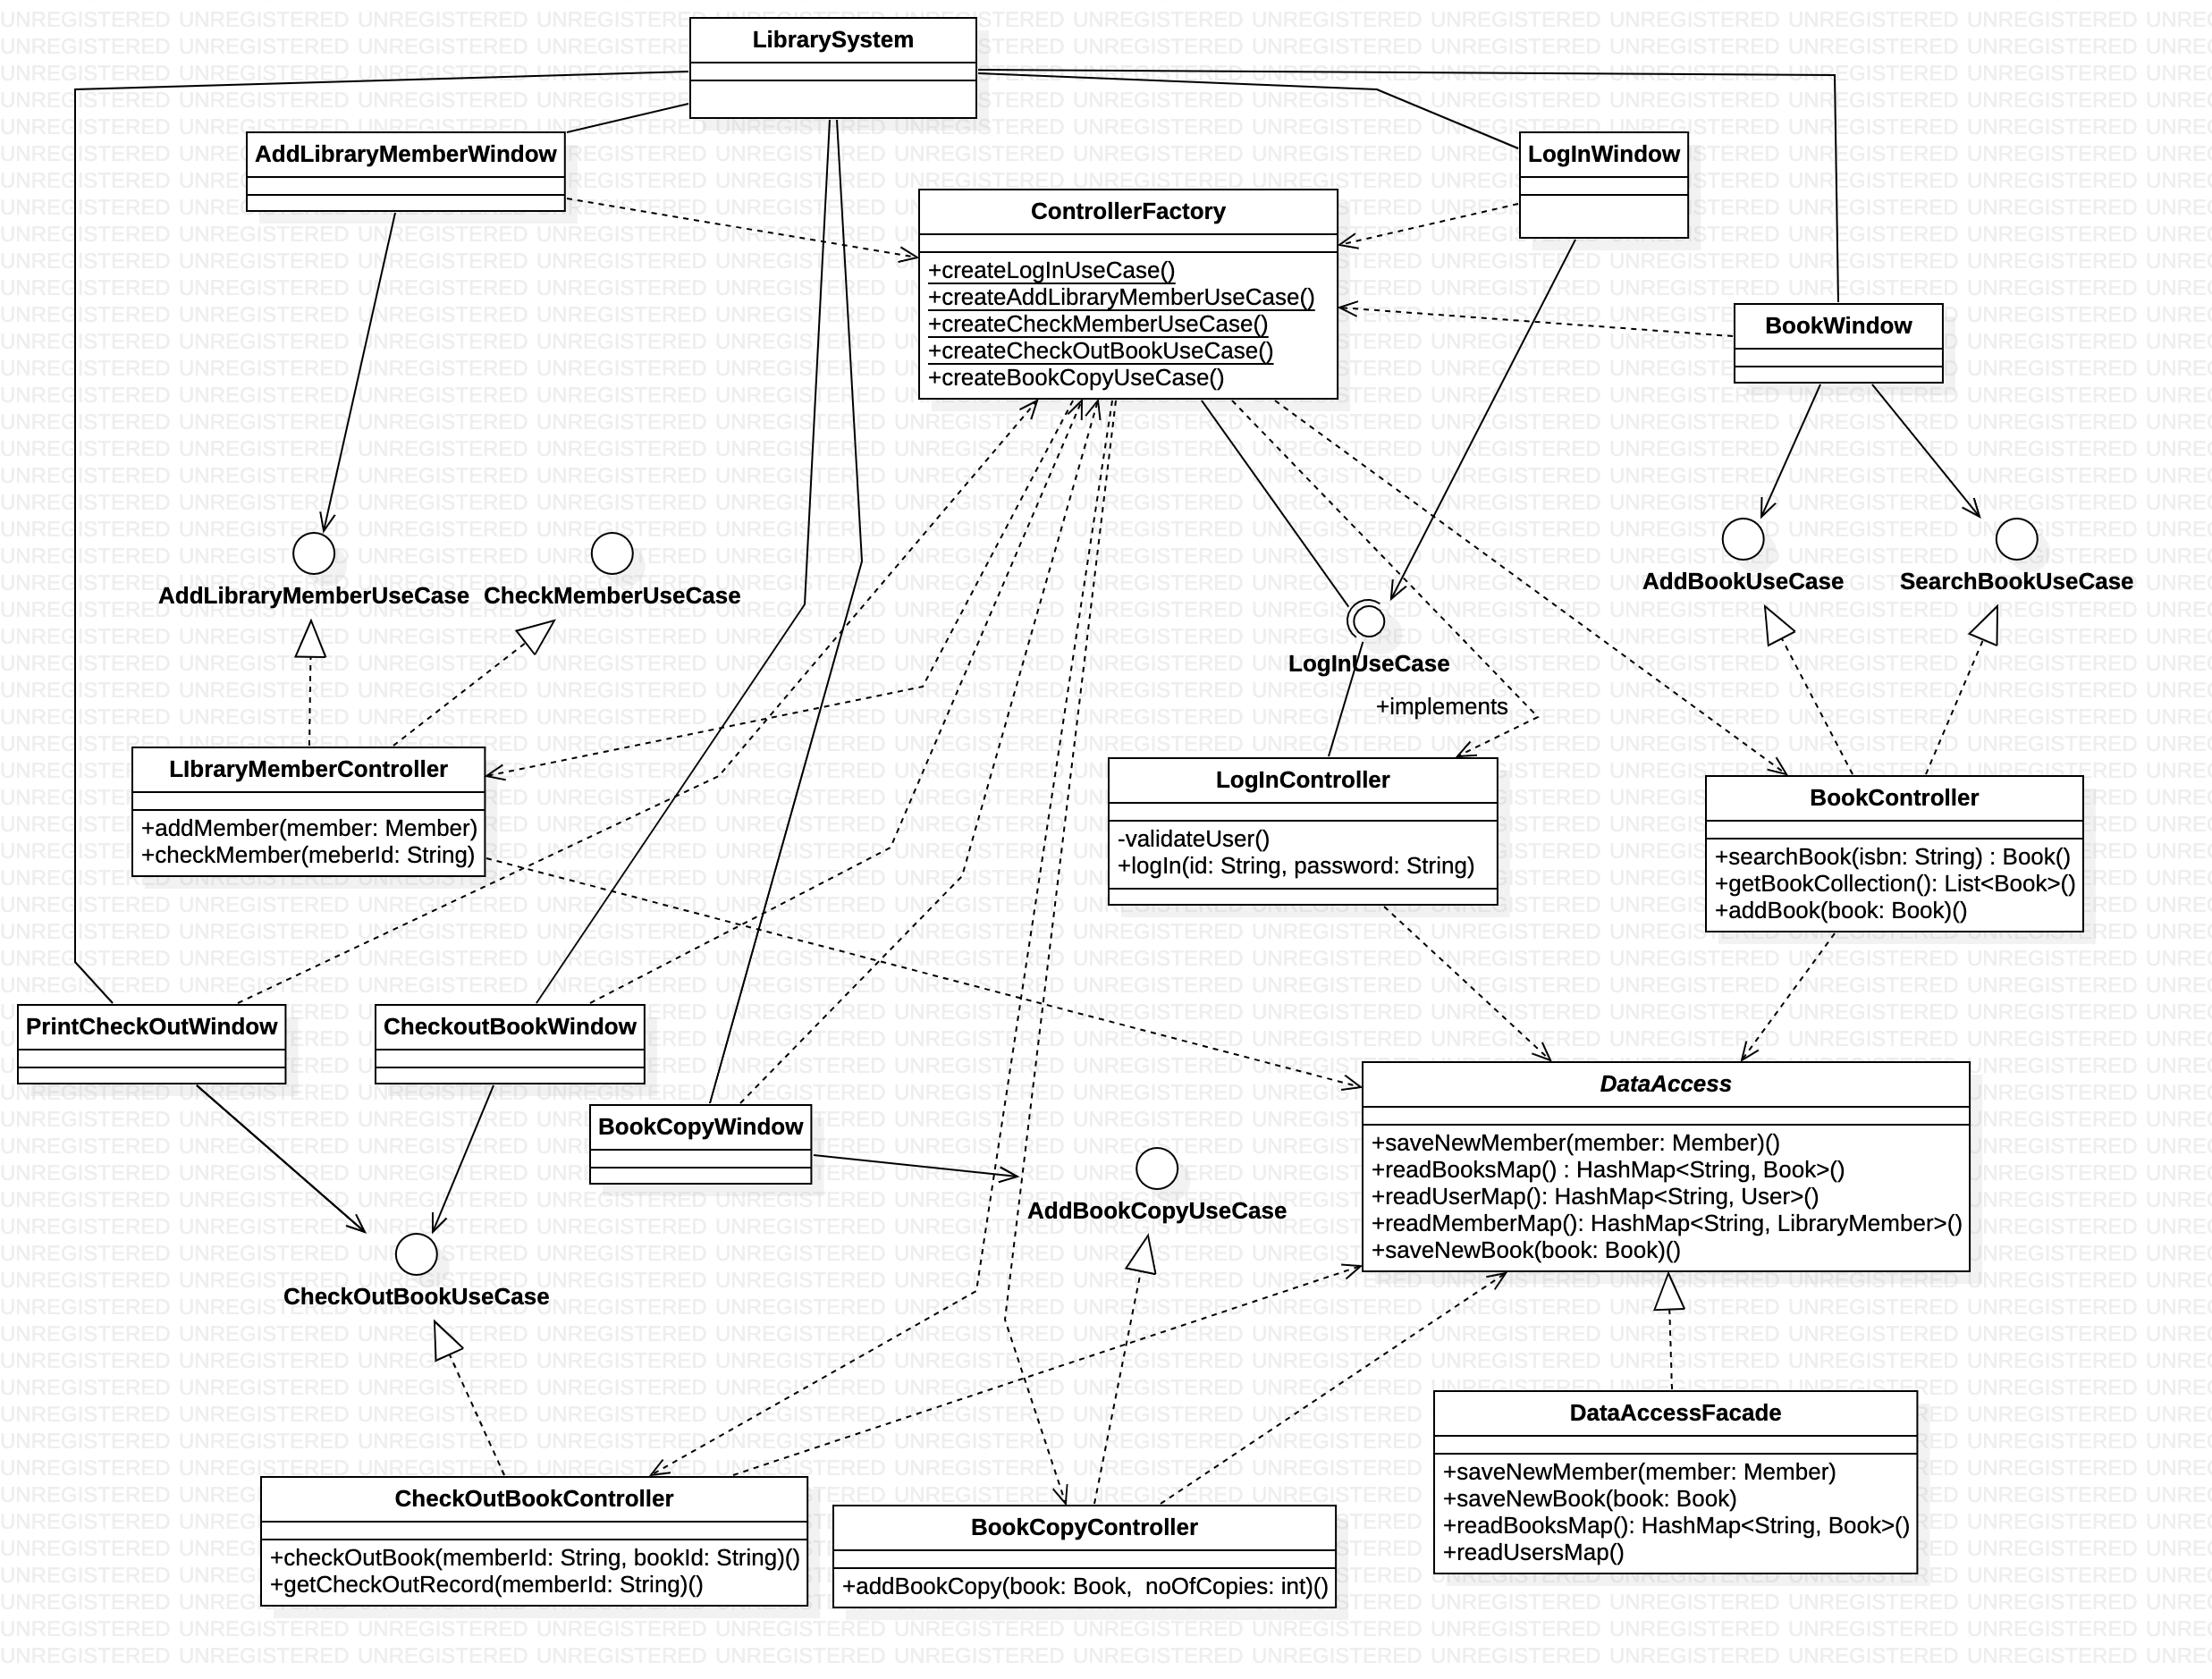 LibrarySystem
AddLibraryMemberWindow
LogInWindow
ControllerFactory
+createLogInUseCase()
+createAddLibraryMemberUseCase()
+createCheckMemberUseCase()
+createCheckOutBookUseCase()
+createBookCopyUseCase()
BookWindow
AddLibraryMemberUseCase
CheckMemberUseCase
AddBookUseCase
SearchBookUseCase
LogInUseCase
+implements
LIbraryMemberController
+addMember(member: Member)
+checkMember(meberId: String)
LogInController
-validateUser()
+logIn(id: String, password: String)
BookController
+searchBook(isbn: String) : Book()
+getBookCollection(): List<Book>()
+addBook(book: Book)()
PrintCheckOutWindow
CheckoutBookWindow
BookCopyWindow
DataAccess
+saveNewMember(member: Member)()
+readBooksMap() : HashMap<String, Book>()
+readUserMap(): HashMap<String, User>()
+readMemberMap(): HashMap<String, LibraryMember>()
+saveNewBook(book: Book)()
AddBookCopyUseCase
CheckOutBookUseCase
DataAccessFacade
+saveNewMember(member: Member)
+saveNewBook(book: Book)
+readBooksMap(): HashMap<String, Book>()
+readUsersMap()
CheckOutBookController
+checkOutBook(memberId: String, bookId: String)()
+getCheckOutRecord(memberId: String)()
BookCopyController
+addBookCopy(book: Book,  noOfCopies: int)()
UNREGISTERED